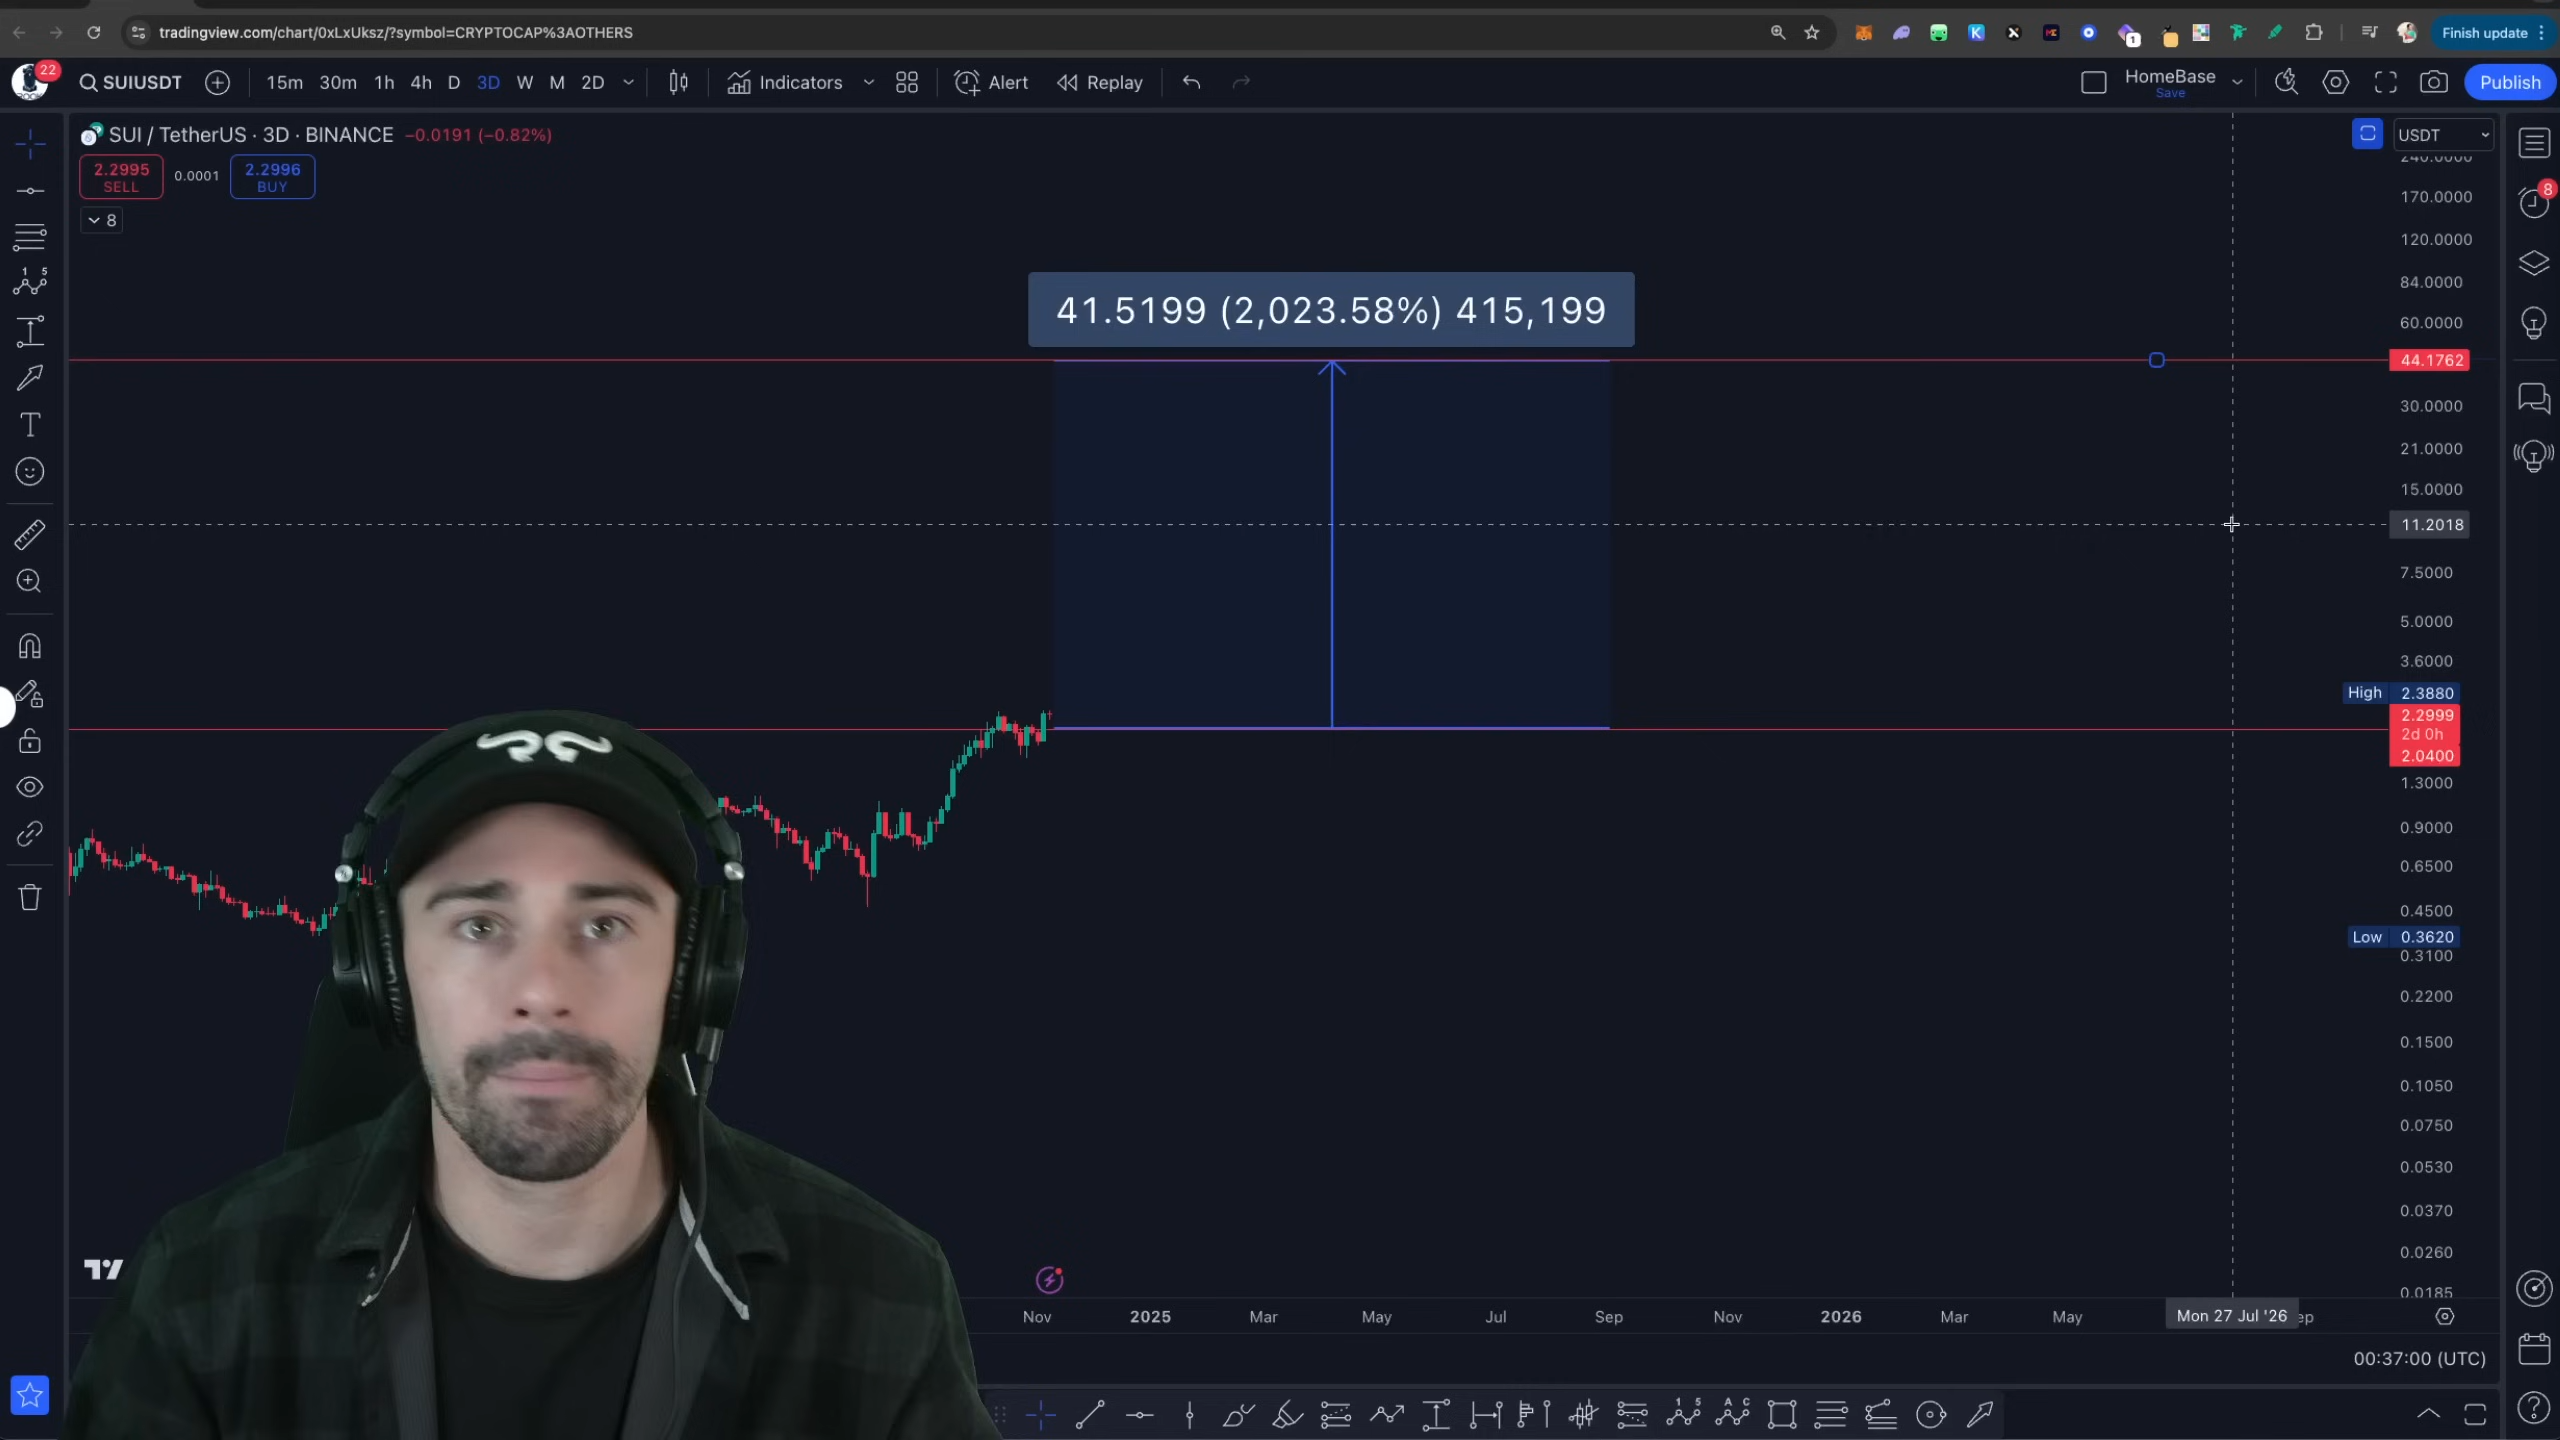 tradingview.com/chart/0xLxUksz/?symbol=CRYPTOCAP%3AOTHERS
Finish update
22
SUIUSDT
15m 30m 1h 4h D 3D W M 2D
Indicators
Alert
Replay
HomeBase
Save
Publish
SUI / TetherUS · 3D · BINANCE −0.0191 (−0.82%)
USDT
2.2995
SELL
0.0001
2.2996
BUY
8
240.0000
170.0000
120.0000
84.0000
60.0000
44.1762
30.0000
21.0000
15.0000
11.2018
7.5000
5.0000
3.6000
High 2.3880
2.2999
2d 0h
2.0400
1.3000
0.9000
0.6500
0.4500
Low 0.3620
0.3100
0.2200
0.1500
0.1050
0.0750
0.0530
0.0370
0.0260
0.0185
41.5199 (2,023.58%) 415,199
8
1
Nov 2025 Mar May Jul Sep Nov 2026 Mar May Mon 27 Jul '26 ep
00:37:00 (UTC)